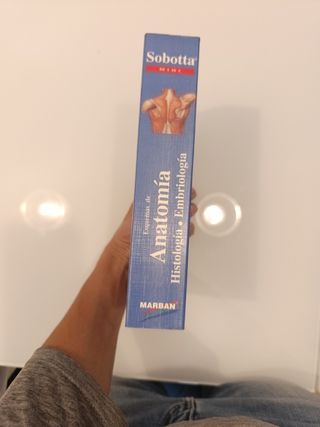 Sobotta
MINI
Esquemas de
Anatomía
Histología • Embriología
MARBAN